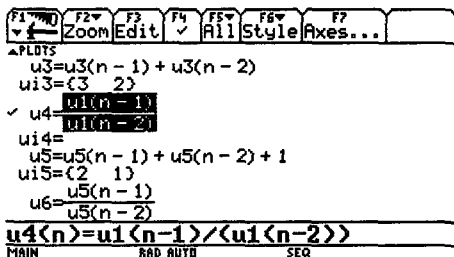 F1 F2 F3 F4 F5 F6 F7
Zoom Edit ✓ All Style Axes...
▲PLOTS
u3=u3(n - 1) + u3(n - 2)
ui3={3 2}
✓ u4=u1(n - 1)
u1(n - 2)
ui4=
u5=u5(n - 1) + u5(n - 2) + 1
ui5={2 1}
u6=u5(n - 1)
u5(n - 2)
u4(n)=u1(n-1)/(u1(n-2))
MAIN RAD AUTO SEQ